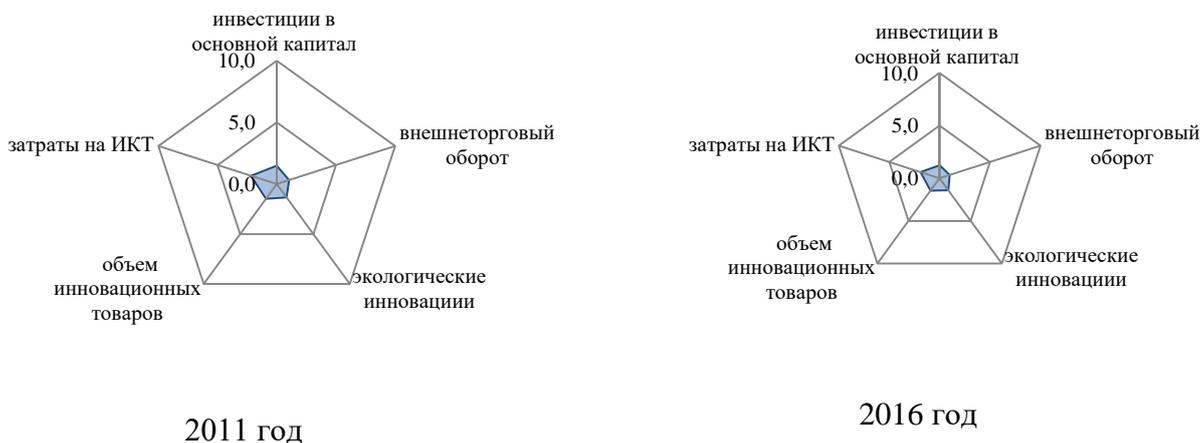 инвестиции в
основной капитал
10,0
5,0
0,0
затраты на ИКТ
внешнеторговый
оборот
объем
инновационных
товаров
экологические
инновациии
2011 год
инвестиции в
основной капитал
10,0
5,0
0,0
затраты на ИКТ
внешнеторговый
оборот
объем
инновационных
товаров
экологические
инновациии
2016 год